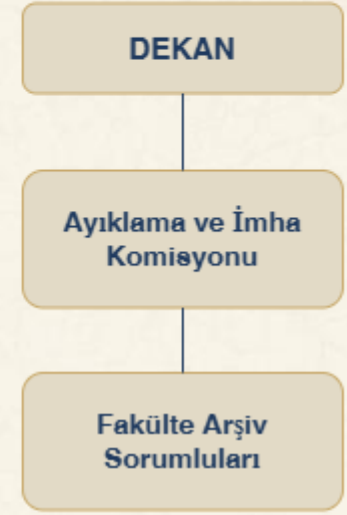 DEKAN
Ayıklama ve İmha
Komisyonu
Fakülte Arşiv
Sorumluları